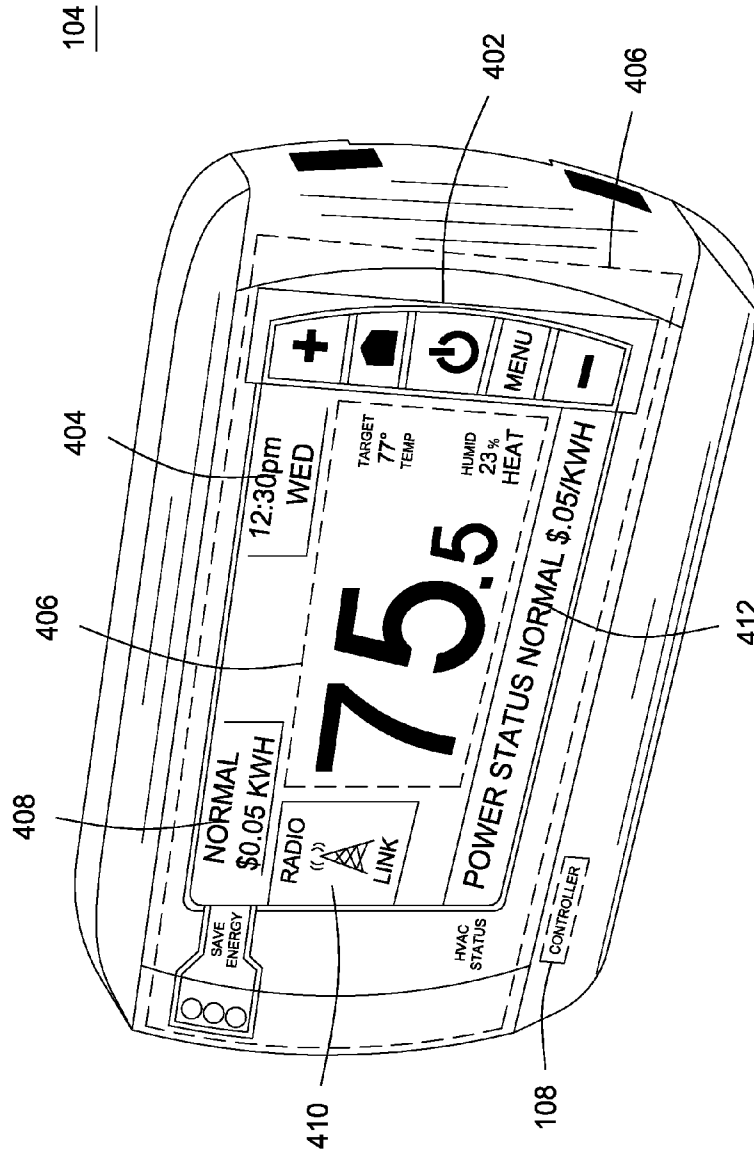 104
408
406
404
NORMAL
$0.05 KWH
12:30pm
WED
SAVE
ENERGY
RADIO
LINK
75.5
TARGET
77°
TEMP
HUMID
23%
HEAT
MENU
402
406
HVAC
STATUS
POWER STATUS NORMAL $.05/KWH
CONTROLLER
410
108
412